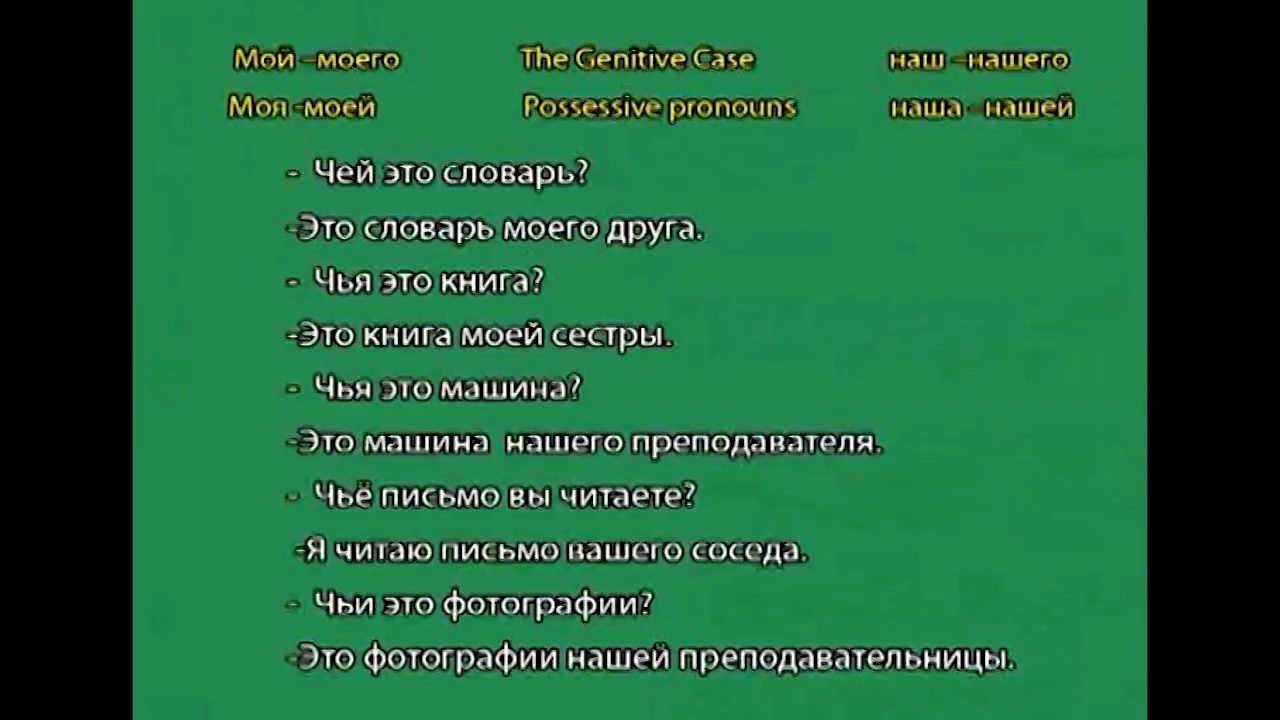 Мой –моего The Genitive Case наш –нашего
Моя -моей Possessive pronouns наша - нашей
- Чей это словарь?
-Это словарь моего друга.
- Чья это книга?
-Это книга моей сестры.
- Чья это машина?
-Это машина нашего преподавателя.
- Чьё письмо вы читаете?
-Я читаю письмо вашего соседа.
- Чьи это фотографии?
-Это фотографии нашей преподавательницы.